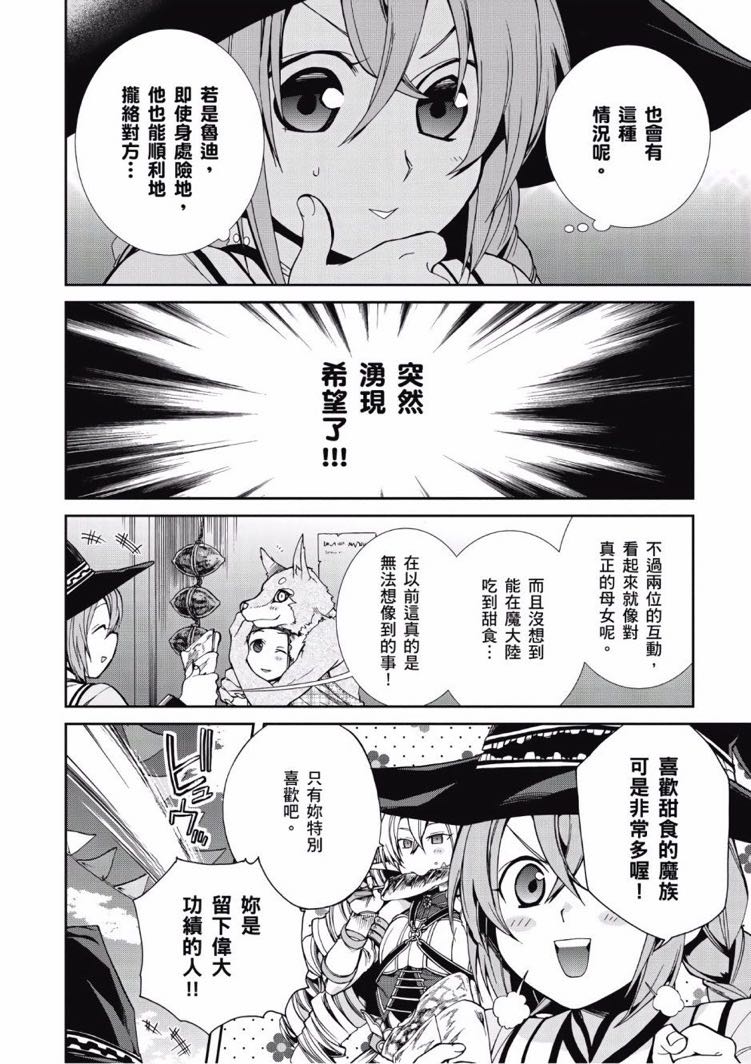 也會有
這種
情況呢。
若是魯迪，
即使身處險地，
他也能順利地
攏絡對方…
突然
湧現
希望了!!!
不過兩位的互動，
看起來就像對
真正的母女呢。
而且沒想到
能在魔大陸
吃到甜食…
在以前這真的是
無法想像到的事！
喜歡甜食的魔族
可是非常多喔！
只有妳特別
喜歡吧。
ビュウッ
妳是
留下偉大
功績的人!!